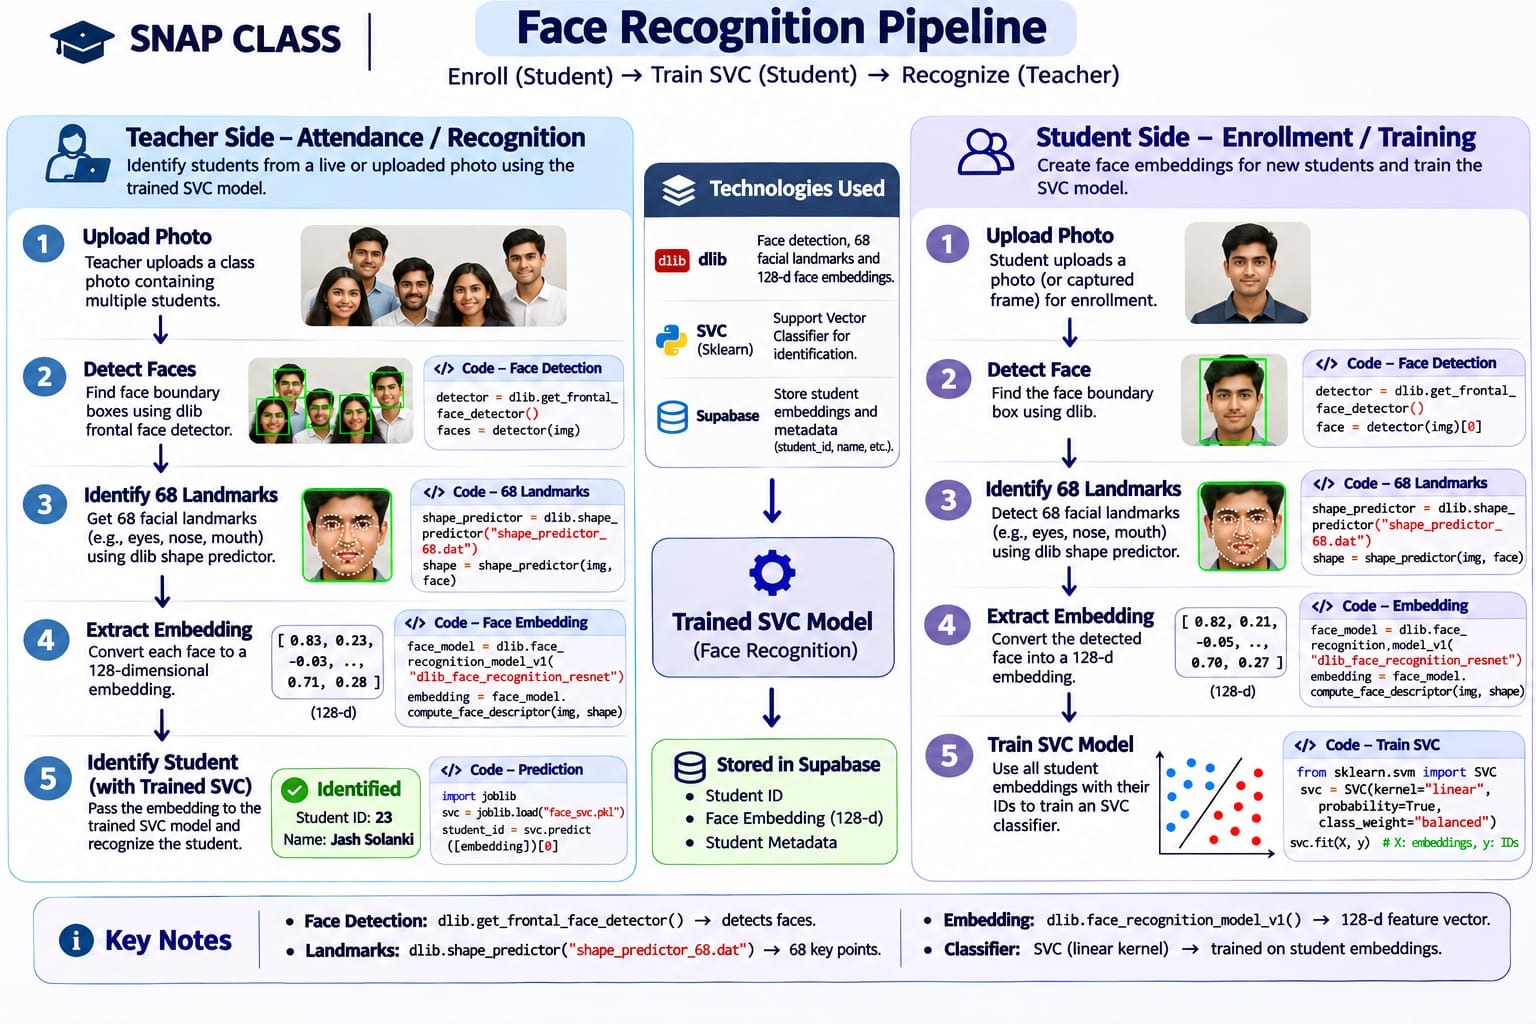 SNAP CLASS
Face Recognition Pipeline
Enroll (Student) → Train SVC (Student) → Recognize (Teacher)
Teacher Side – Attendance / Recognition
Identify students from a live or uploaded photo using the
trained SVC model.
1
Upload Photo
Teacher uploads a class
photo containing
multiple students.
2
Detect Faces
Find face boundary
boxes using dlib
frontal face detector.
</> Code – Face Detection
detector = dlib.get_frontal_
face_detector()
faces = detector(img)
3
Identify 68 Landmarks
Get 68 facial landmarks
(e.g., eyes, nose, mouth)
using dlib shape predictor.
</> Code – 68 Landmarks
shape_predictor = dlib.shape_
predictor("shape_predictor_
68.dat")
shape = shape_predictor(img,
face)
4
Extract Embedding
Convert each face to a
128-dimensional
embedding.
[ 0.83, 0.23,
-0.03, ..,
0.71, 0.28 ]
(128-d)
</> Code – Face Embedding
face_model = dlib.face_
recognition_model_v1(
"dlib_face_recognition_resnet")
embedding = face_model.
compute_face_descriptor(img, shape)
5
Identify Student
(with Trained SVC)
Pass the embedding to the
trained SVC model and
recognize the student.
Identified
Student ID: 23
Name: Jash Solanki
</> Code – Prediction
import joblib
svc = joblib.load("face_svc.pkl")
student_id = svc.predict
([embedding])[0]
Technologies Used
dlib dlib
Face detection, 68
facial landmarks and
128-d face embeddings.
SVC
(Sklearn)
Support Vector
Classifier for
identification.
Supabase
Store student
embeddings and
metadata
(student_id, name, etc.).
Trained SVC Model
(Face Recognition)
Stored in Supabase
• Student ID
• Face Embedding (128-d)
• Student Metadata
Student Side – Enrollment / Training
Create face embeddings for new students and train the
SVC model.
1
Upload Photo
Student uploads a
photo (or captured
frame) for enrollment.
2
Detect Face
Find the face boundary
box using dlib.
</> Code – Face Detection
detector = dlib.get_frontal_
face_detector()
face = detector(img)[0]
3
Identify 68 Landmarks
Detect 68 facial landmarks
(e.g., eyes, nose, mouth)
using dlib shape predictor.
</> Code – 68 Landmarks
shape_predictor = dlib.shape_
predictor("shape_predictor_
68.dat")
shape = shape_predictor(img, face)
4
Extract Embedding
Convert the detected
face into a 128-d
embedding.
[ 0.82, 0.21,
-0.05, ..,
0.70, 0.27 ]
(128-d)
</> Code – Embedding
face_model = dlib.face_
recognition,model_v1(
"dlib_face_recognition_resnet")
embedding = face_model.
compute_face_descriptor(img, shape)
5
Train SVC Model
Use all student
embeddings with their
IDs to train an SVC
classifier.
</> Code – Train SVC
from sklearn.svm import SVC
svc = SVC(kernel="linear",
probability=True,
class_weight="balanced")
svc.fit(X, y) # X: embeddings, y: IDs
i Key Notes
• Face Detection: dlib.get_frontal_face_detector() → detects faces.
• Landmarks: dlib.shape_predictor("shape_predictor_68.dat") → 68 key points.
• Embedding: dlib.face_recognition_model_v1() → 128-d feature vector.
• Classifier: SVC (linear kernel) → trained on student embeddings.